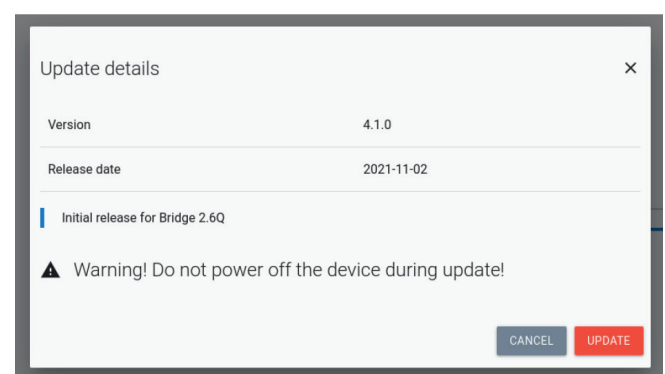 Update details
Version 4.1.0
Release date 2021-11-02
Initial release for Bridge 2.6Q
Warning! Do not power off the device during update!
CANCEL UPDATE